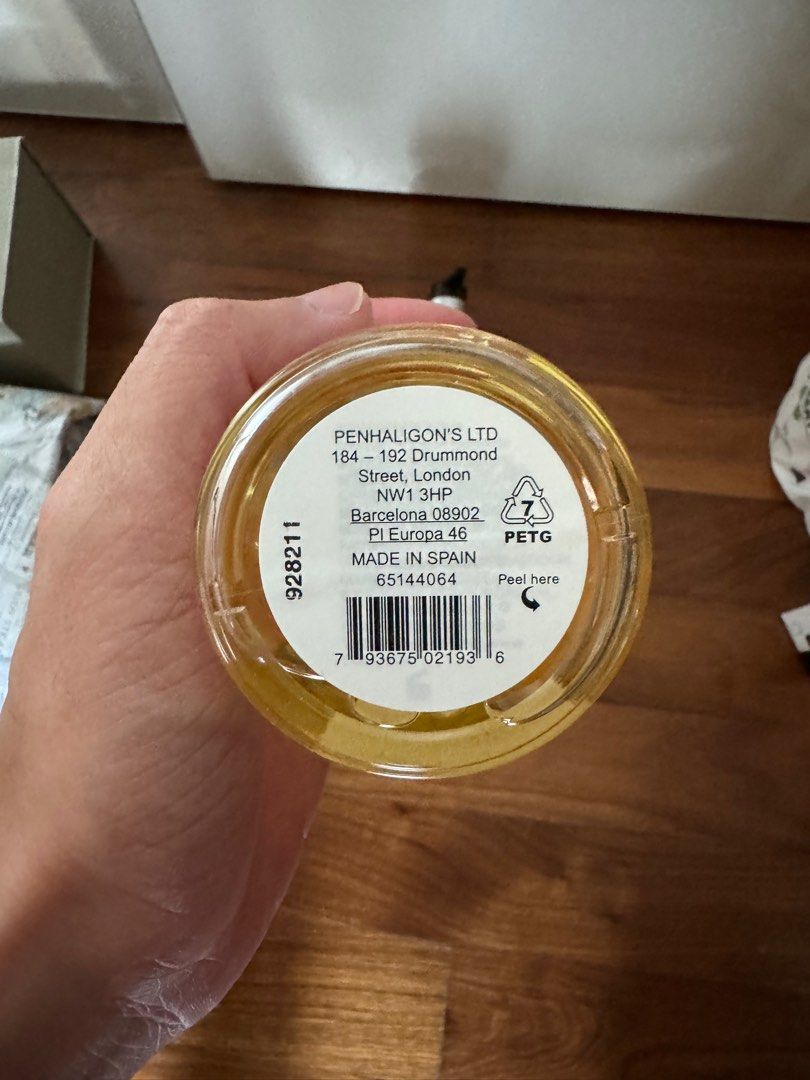 PENHALIGON'S LTD
184 – 192 Drummond
Street, London
NW1 3HP
Barcelona 08902
Pl Europa 46
MADE IN SPAIN
65144064
7 93675 02193 6
928211
7
PETG
Peel here